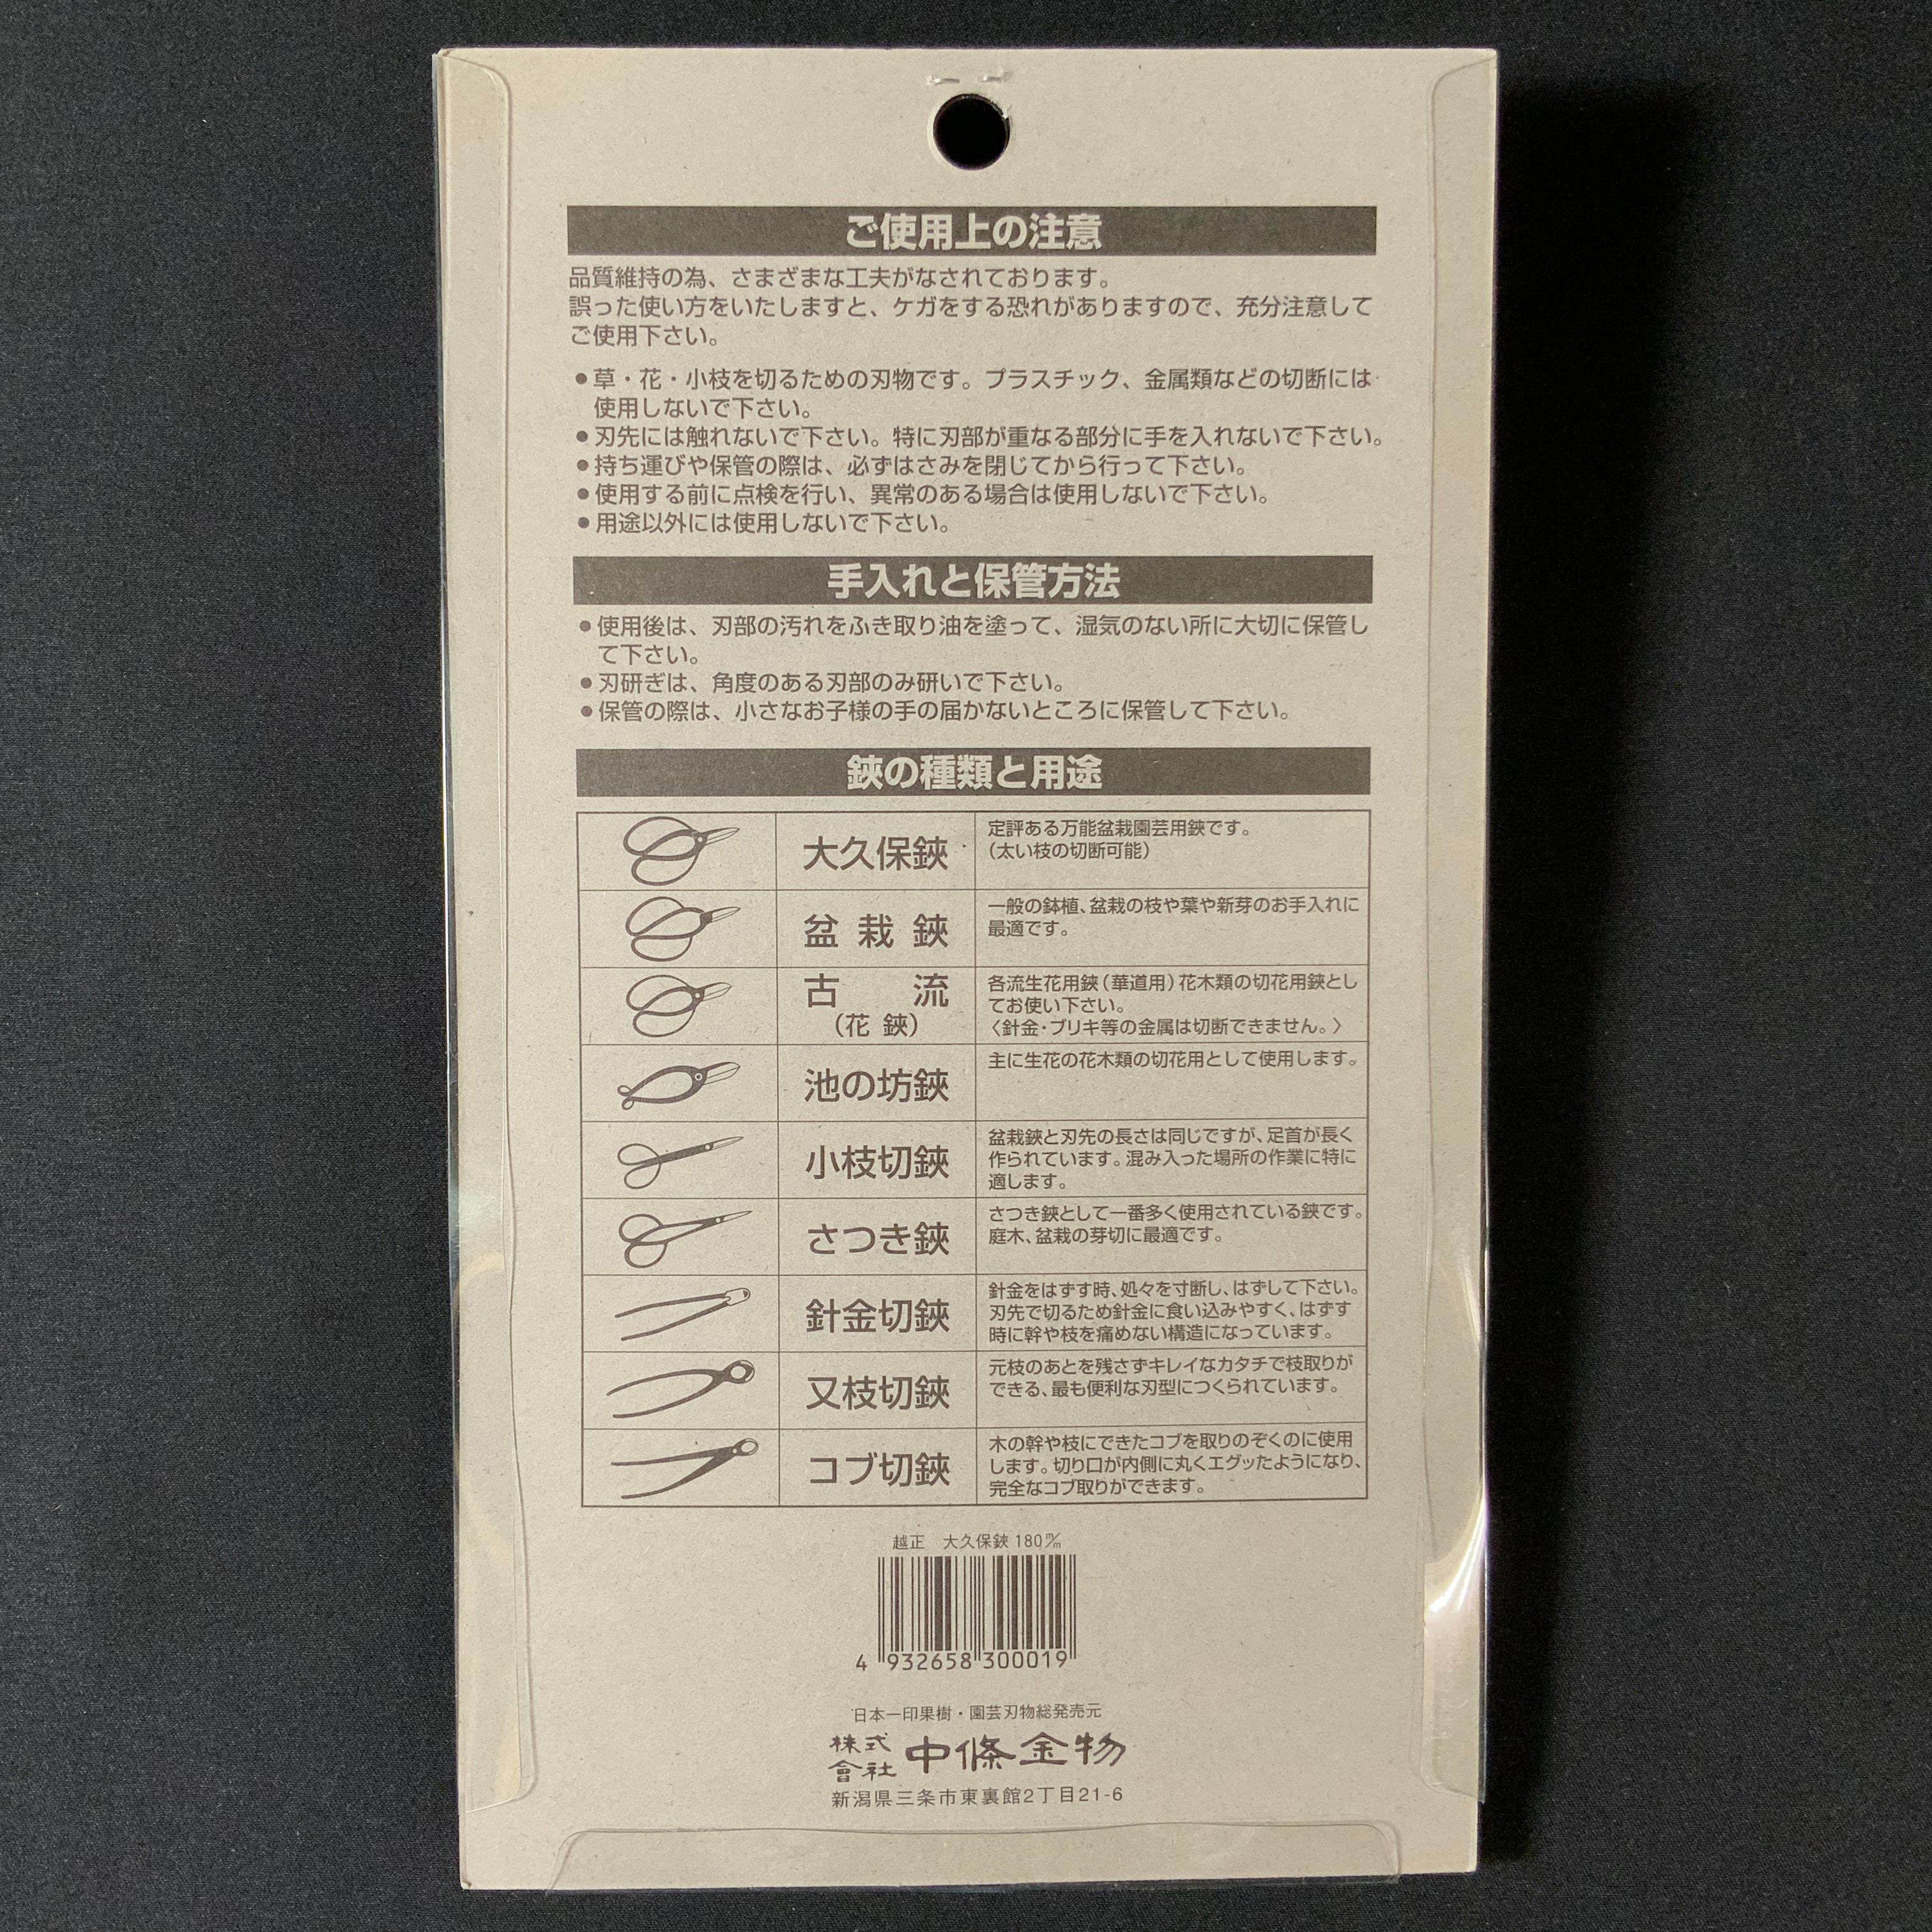 ご使用上の注意
品質維持の為、さまざまな工夫がなされております。
誤った使い方をいたしますと、ケガをする恐れがありますので、充分注意して
ご使用下さい。
●草・花・小枝を切るための刃物です。プラスチック、金属類などの切断には
使用しないで下さい。
●刃先には触れないで下さい。特に刃部が重なる部分に手を入れないで下さい。
●持ち運びや保管の際は、必ずはさみを閉じてから行って下さい。
●使用する前に点検を行い、異常のある場合は使用しないで下さい。
●用途以外には使用しないで下さい。
手入れと保管方法
●使用後は、刃部の汚れをふき取り油を塗って、湿気のない所に大切に保管し
て下さい。
●刃研ぎは、角度のある刃部のみ研いで下さい。
●保管の際は、小さなお子様の手の届かないところに保管して下さい。
鋏の種類と用途
大久保鋏
定評ある万能盆栽園芸用鋏です。
（太い枝の切断可能）
盆栽鋏
一般の鉢植、盆栽の枝や葉や新芽のお手入れに
最適です。
古流
（花鋏）
各流生花用鋏（華道用）花木類の切花用鋏とし
てお使い下さい。
〈針金・ブリキ等の金属は切断できません。〉
池の坊鋏
主に生花の花木類の切花用として使用します。
小枝切鋏
盆栽鋏と刃先の長さは同じですが、足首が長く
作られています。混み入った場所の作業に特に
適します。
さつき鋏
さつき鋏として一番多く使用されている鋏です。
庭木、盆栽の芽切に最適です。
針金切鋏
針金をはずす時、処々を寸断し、はずして下さい。
刃先で切るため針金に食い込みやすく、はずす
時に幹や枝を痛めない構造になっています。
又枝切鋏
元枝のあとを残さずキレイなカタチで枝取りが
できる、最も便利な刃型につくられています。
コブ切鋏
木の幹や枝にできたコブを取りのぞくのに使用
します。切り口が内側に丸くエグッたようになり、
完全なコブ取りができます。
越正　大久保鋏 180㎜
4 932658 300019
日本一印果樹・園芸刃物総発売元
株式
會社 中條金物
新潟県三条市東裏館2丁目21-6